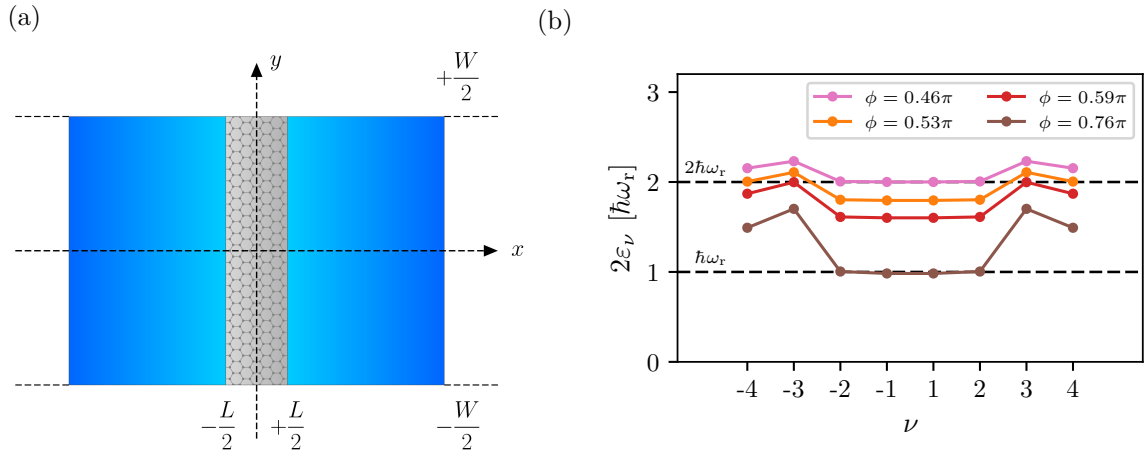 (a)
y
+W/2
x
-L/2
+L/2
-W/2
(b)
ϕ = 0.46π
ϕ = 0.53π
ϕ = 0.59π
ϕ = 0.76π
2ε_ν [ħω_r]
3
2
1
0
2ħω_r
ħω_r
-4 -3 -2 -1 1 2 3 4
ν